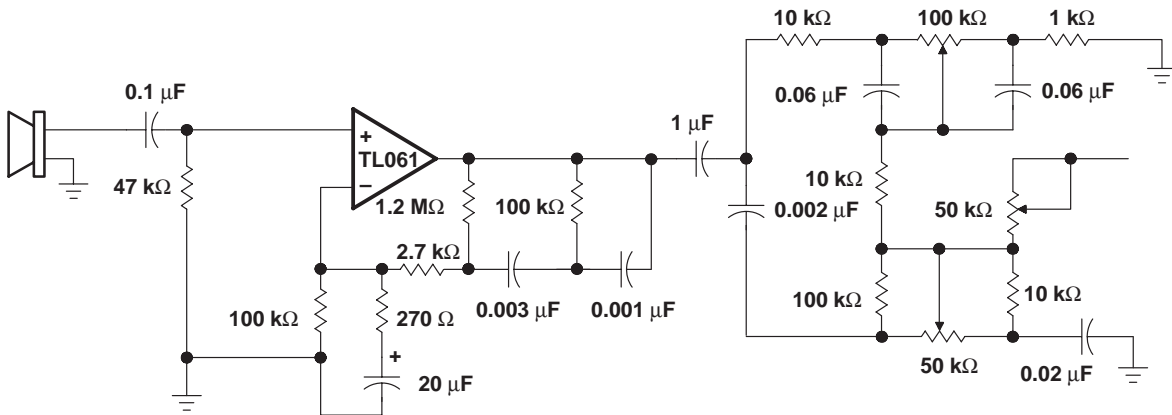 10 kΩ
100 kΩ
1 kΩ
0.06 μF
0.06 μF
0.1 μF
1 μF
+
TL061
−
47 kΩ
1.2 MΩ
100 kΩ
10 kΩ
0.002 μF
50 kΩ
2.7 kΩ
0.003 μF
0.001 μF
100 kΩ
270 Ω
100 kΩ
10 kΩ
+
20 μF
50 kΩ
0.02 μF